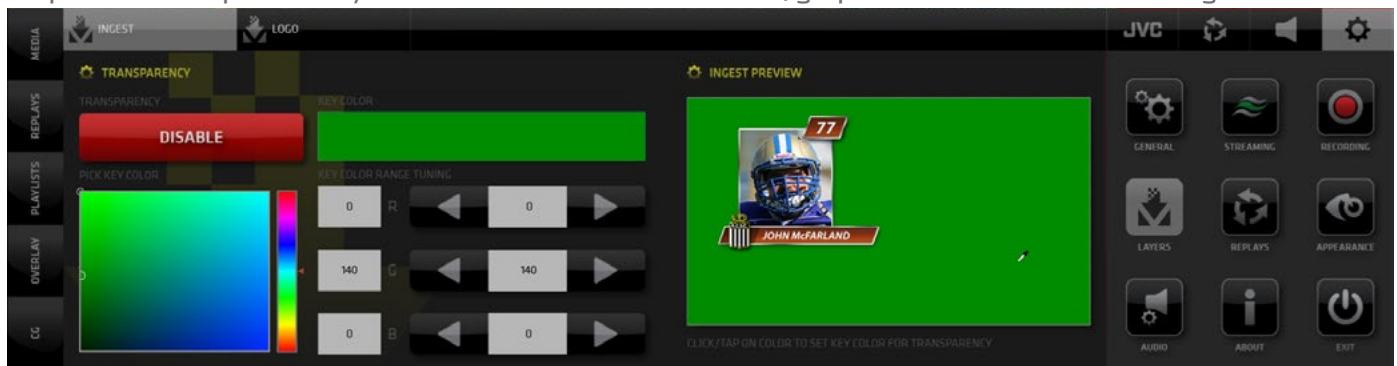 INGEST
LOGO
JVC
MEDIA
REPLAYS
PLAYLISTS
OVERLAY
CG
TRANSPARENCY
TRANSPARENCY
DISABLE
KEY COLOR
PICK KEY COLOR
KEY COLOR RANGE TUNING
0 R 0
140 G 140
0 B 0
INGEST PREVIEW
77
JOHN McFARLAND
CLICK/TAP ON COLOR TO SET KEY COLOR FOR TRANSPARENCY
GENERAL STREAMING RECORDING
LAYERS REPLAYS APPEARANCE
AUDIO ABOUT EXIT